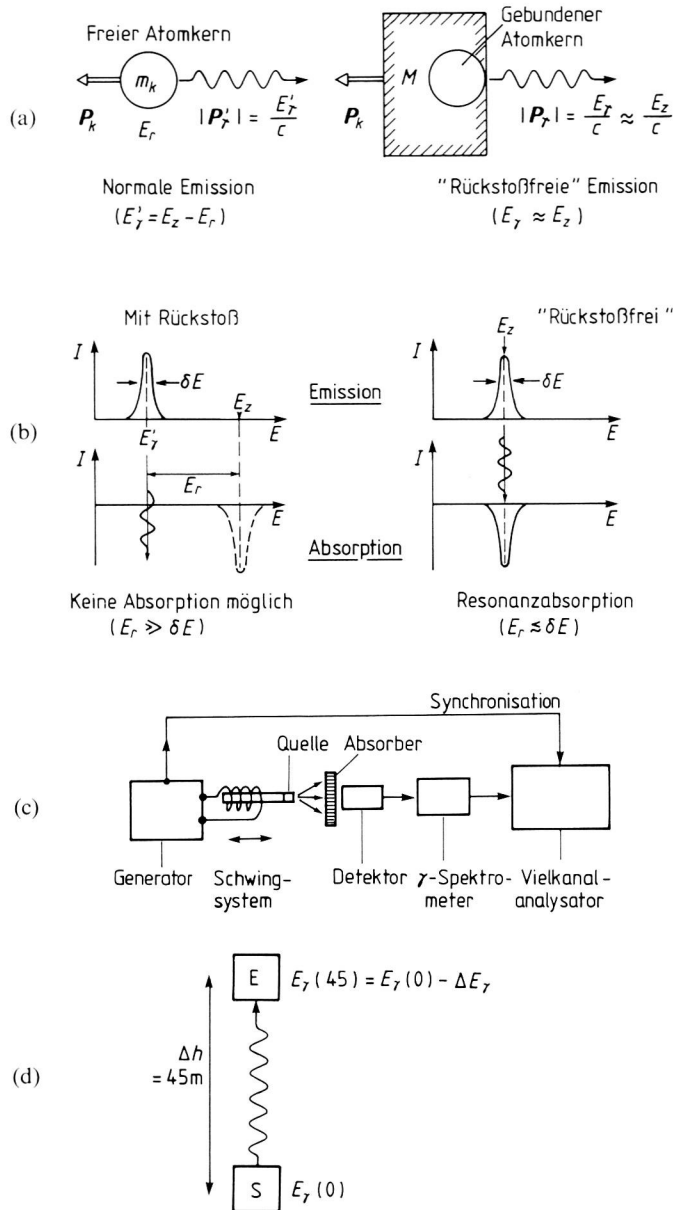 (a)
Freier Atomkern
m_k
P_k
E_r
|P'_γ| = E'_γ/c
Normale Emission
(E'_γ = E_z − E_r)
Gebundener
Atomkern
M
P_k
|P_γ| = E_γ/c ≈ E_z/c
"Rückstoßfreie" Emission
(E_γ ≈ E_z)
(b)
Mit Rückstoß
"Rückstoßfrei"
I
δE
E'_γ
E_z
E
Emission
I
E_z
δE
E
I
E_r
E
Absorption
I
E
Keine Absorption möglich
(E_r ≫ δE)
Resonanzabsorption
(E_r ≲ δE)
(c)
Synchronisation
Quelle
Absorber
Generator
Schwing-
system
Detektor
γ-Spektro-
meter
Vielkanal-
analysator
(d)
E
E_γ(45) = E_γ(0) − ΔE_γ
Δh
= 45m
S
E_γ(0)